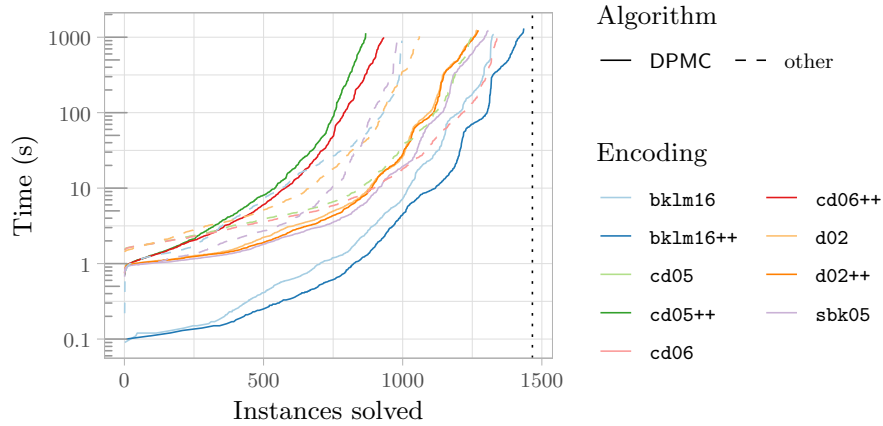 1000
100
10
1
0.1
Time (s)
0
500
1000
1500
Instances solved
Algorithm
DPMC
other
Encoding
bklm16
bklm16++
cd05
cd05++
cd06
cd06++
d02
d02++
sbk05